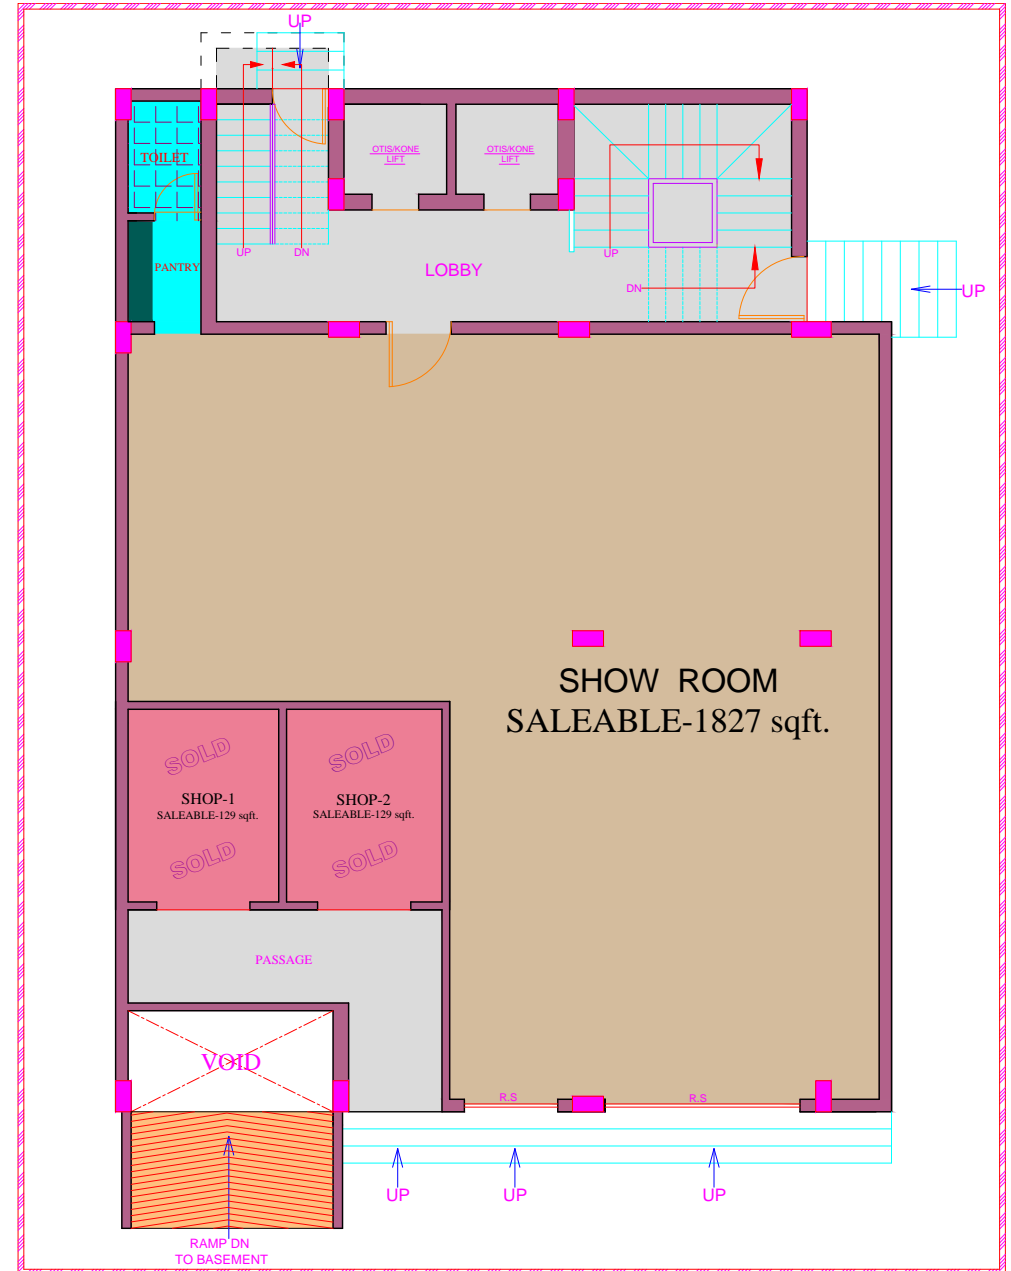 UP
TOILET
OTIS/KONE
LIFT
OTIS/KONE
LIFT
UP
DN
UP
PANTRY
LOBBY
DN
UP
SHOW ROOM
SALEABLE-1827 sqft.
SOLD
SOLD
SHOP-1
SALEABLE-129 sqft.
SHOP-2
SALEABLE-129 sqft.
SOLD
SOLD
PASSAGE
VOID
R.S
R.S
UP
UP
UP
RAMP DN
TO BASEMENT